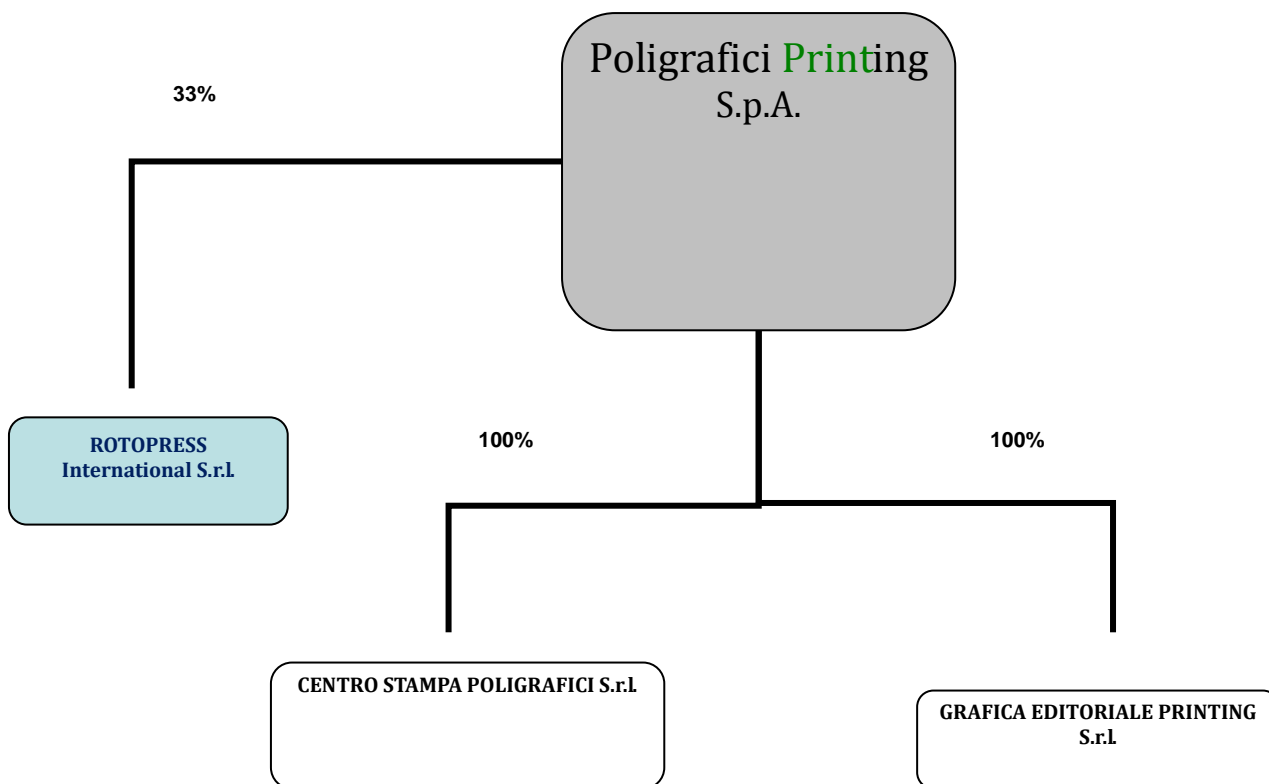 Poligrafici Printing
S.p.A.
33%
ROTOPRESS
International S.r.l.
100%
100%
CENTRO STAMPA POLIGRAFICI S.r.l.
GRAFICA EDITORIALE PRINTING
S.r.l.